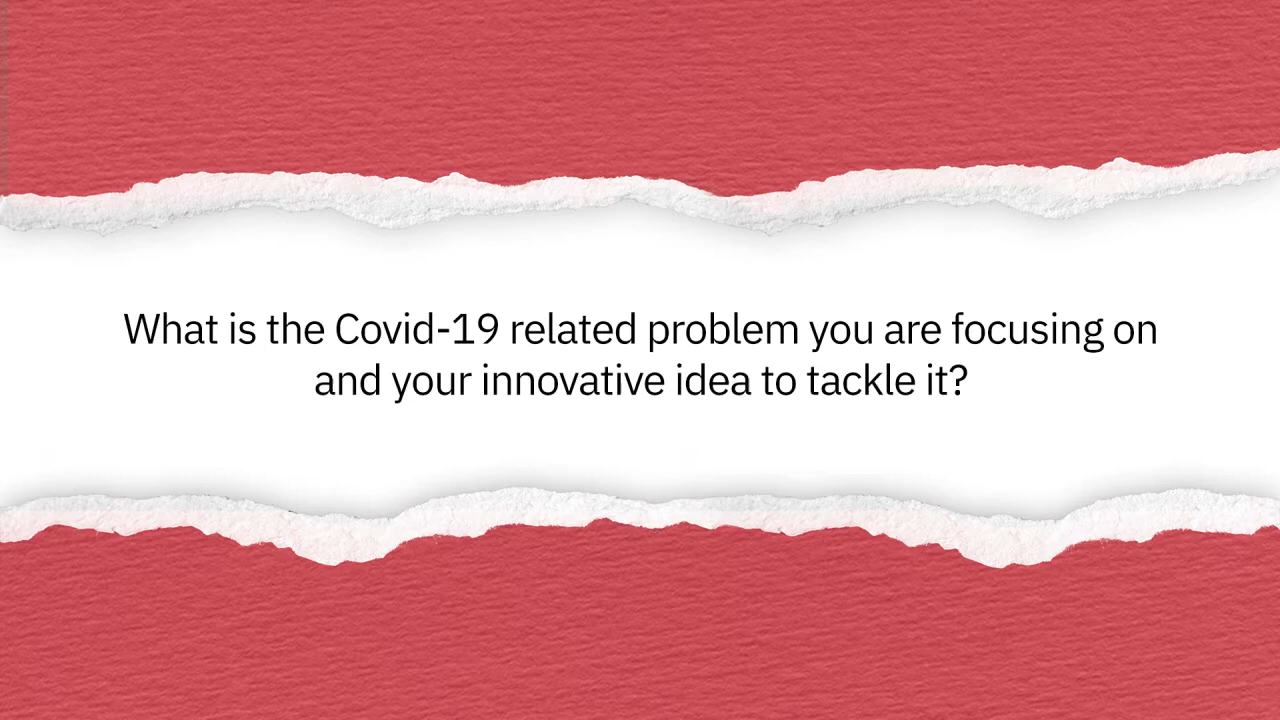 What is the Covid-19 related problem you are focusing on
and your innovative idea to tackle it?